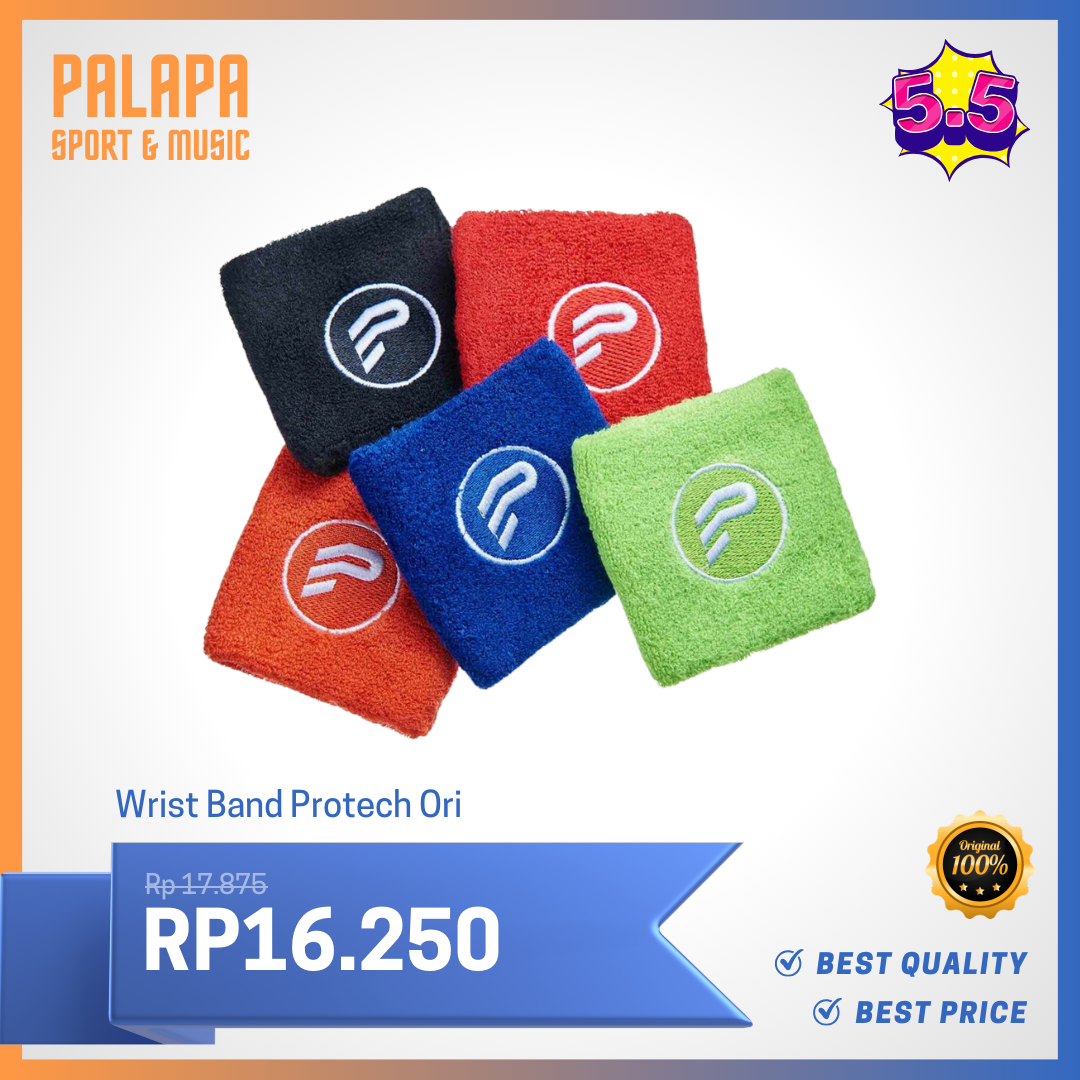 PALAPA
SPORT & MUSIC
5.5
Wrist Band Protech Ori
Rp 17.875
RP16.250
Original
100%
BEST QUALITY
BEST PRICE